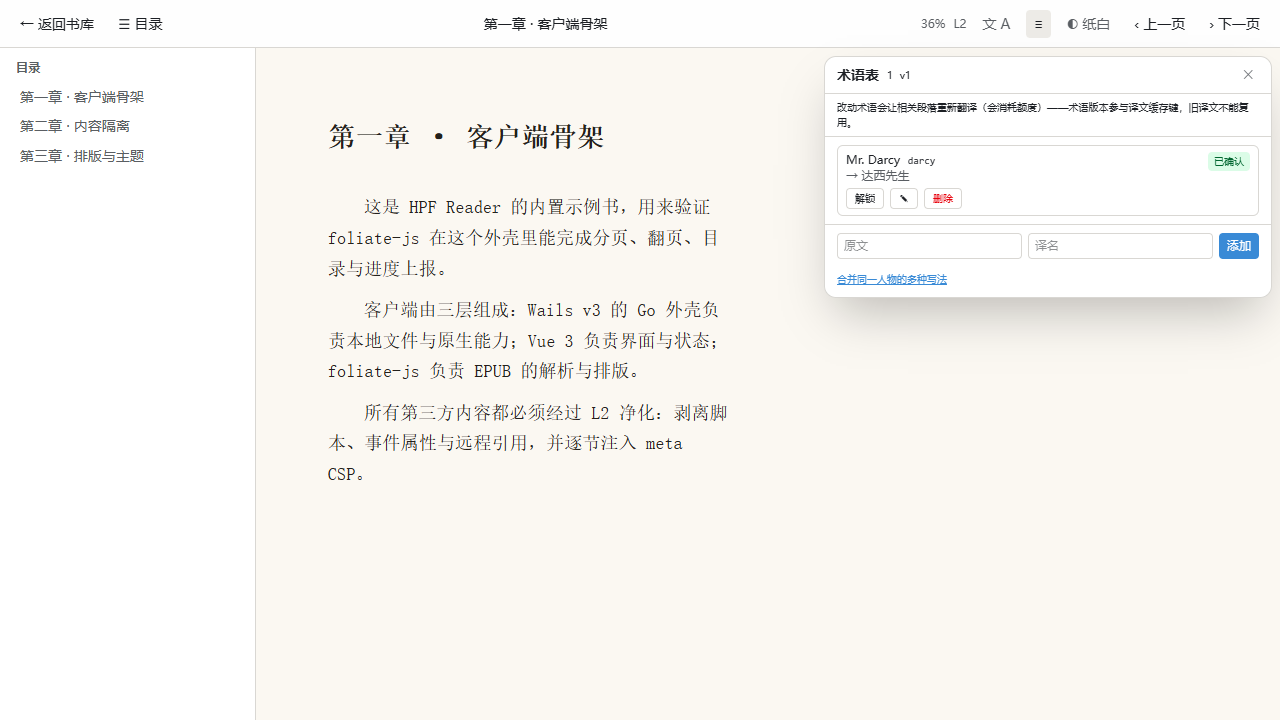 ← 返回书库
☰ 目录
第一章 · 客户端骨架
36% L2 文 A ≡ ◐ 纸白 ‹ 上一页 › 下一页
目录
第一章 · 客户端骨架
第二章 · 内容隔离
第三章 · 排版与主题
第一章 · 客户端骨架
这是 HPF Reader 的内置示例书，用来验证
foliate-js 在这个外壳里能完成分页、翻页、目
录与进度上报。
客户端由三层组成：Wails v3 的 Go 外壳负
责本地文件与原生能力；Vue 3 负责界面与状态；
foliate-js 负责 EPUB 的解析与排版。
所有第三方内容都必须经过 L2 净化：剥离脚
本、事件属性与远程引用，并逐节注入 meta
CSP。
术语表 1 v1 ×
改动术语会让相关段落重新翻译（会消耗额度）——术语版本参与译文缓存键，旧译文不能复
用。
Mr. Darcy darcy 已确认
→ 达西先生
解锁 ✎ 删除
原文 译名 添加
合并同一人物的多种写法